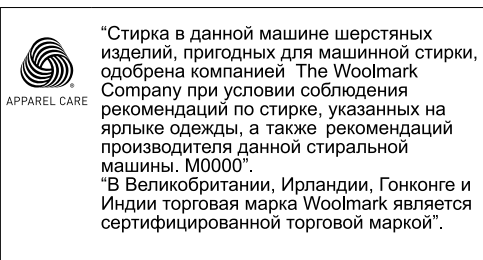 “Стирка в данной машине шерстяных
изделий, пригодных для машинной стирки,
одобрена компанией The Woolmark
Company при условии соблюдения
рекомендаций по стирке, указанных на
ярлыке одежды, а также рекомендаций
производителя данной стиральной
машины. М0000”.
“В Великобритании, Ирландии, Гонконге и
Индии торговая марка Woolmark является
сертифицированной торговой маркой”.
APPAREL CARE